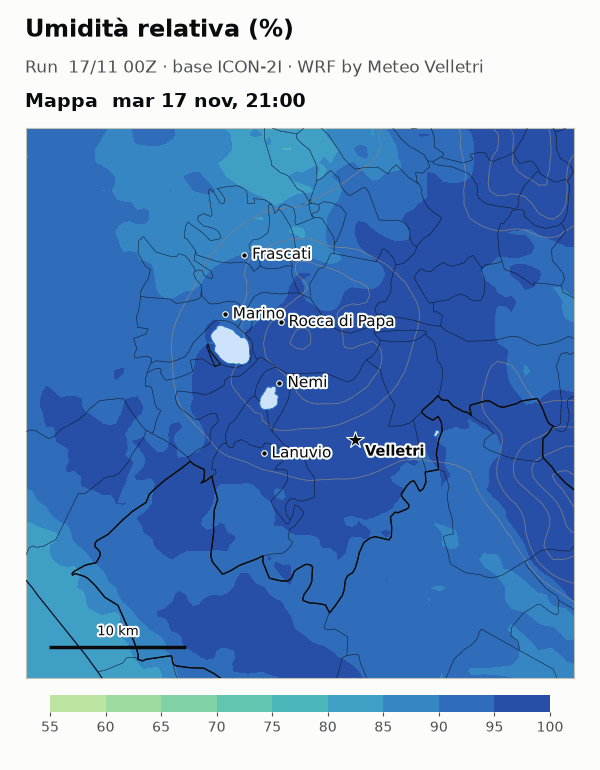 Umidità relativa (%)
Run  17/11 00Z · base ICON-2I · WRF by Meteo Velletri
Mappa  mar 17 nov, 21:00
Frascati
Marino
Rocca di Papa
Nemi
Velletri
Lanuvio
10 km
55 60 65 70 75 80 85 90 95 100